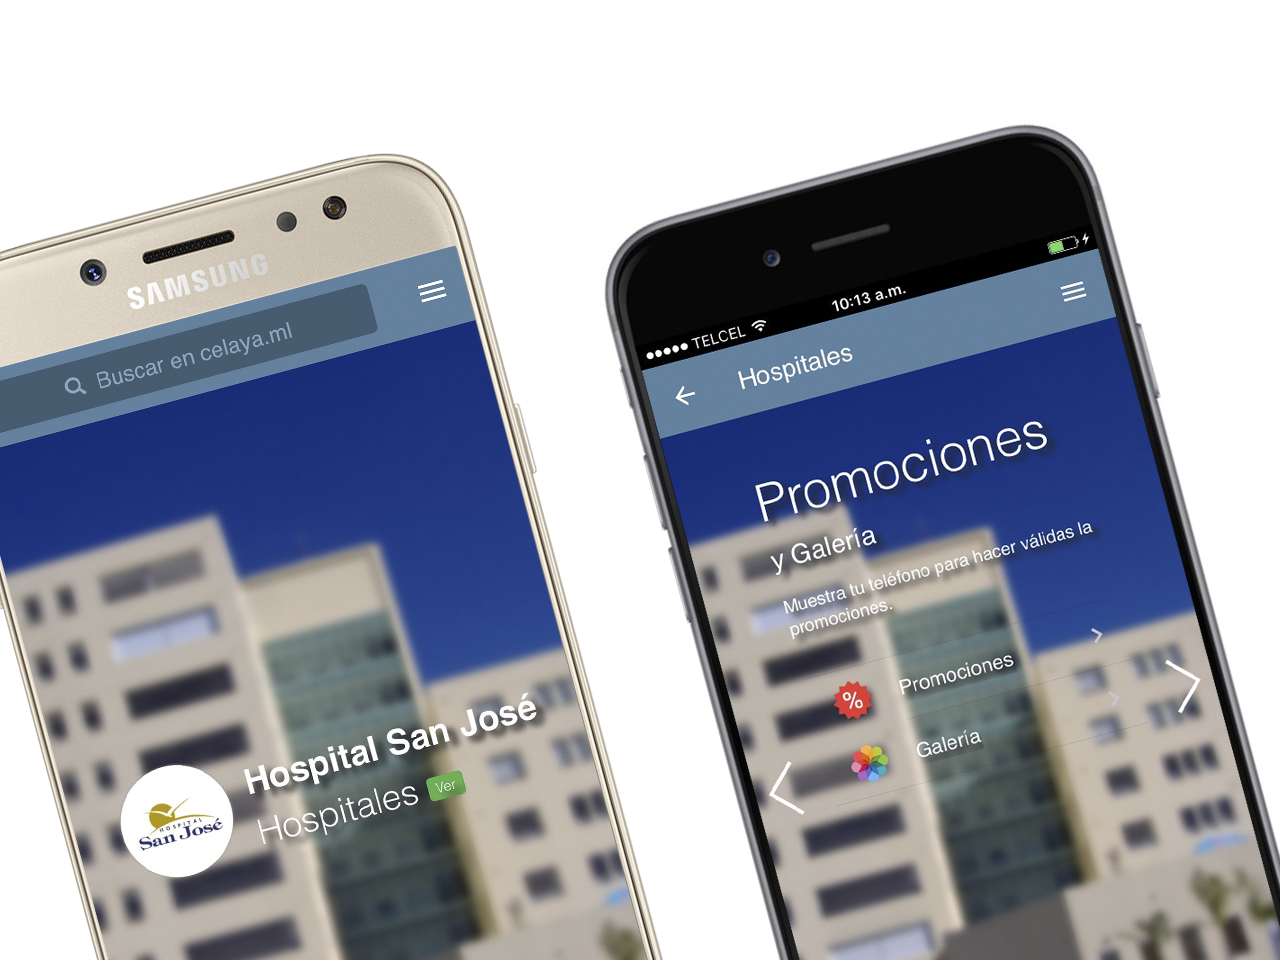 SAMSUNG
Buscar en celaya.ml
Hospital San José
Hospitales Ver
HOSPITAL
San José
TELCEL 10:13 a.m.
Hospitales
Promociones
y Galería
Muestra tu teléfono para hacer válidas la
promociones.
% Promociones
Galería